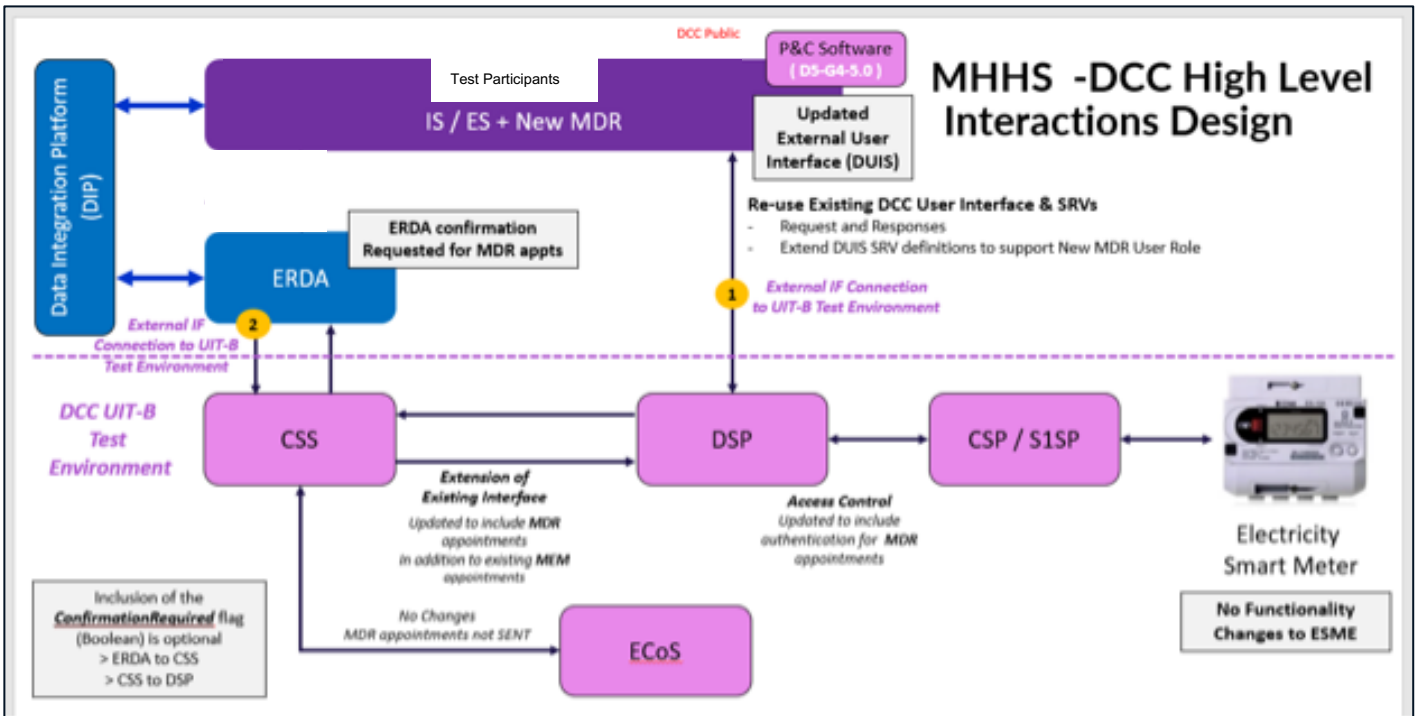 DCC Public
P&C Software
( D5-G4-5.0 )
MHHS -DCC High Level
Interactions Design
Test Participants
IS / ES + New MDR
Updated
External User
Interface (DUIS)
Data Integration Platform
(DIP)
Re-use Existing DCC User Interface & SRVs
- Request and Responses
- Extend DUIS SRV definitions to support New MDR User Role
ERDA confirmation
Requested for MDR appts
ERDA
1
External IF Connection
to UIT-B Test Environment
2
External IF
Connection to UIT-B
Test Environment
DCC UIT-B
Test
Environment
CSS
DSP
CSP / S1SP
Extension of
Existing Interface
Updated to include MDR
appointments
In addition to existing MEM
appointments
Access Control
Updated to include
authentication for MDR
appointments
Electricity
Smart Meter
No Functionality
Changes to ESME
Inclusion of the
ConfirmationRequired flag
(Boolean) is optional
> ERDA to CSS
> CSS to DSP
No Changes
MDR appointments not SENT
ECoS